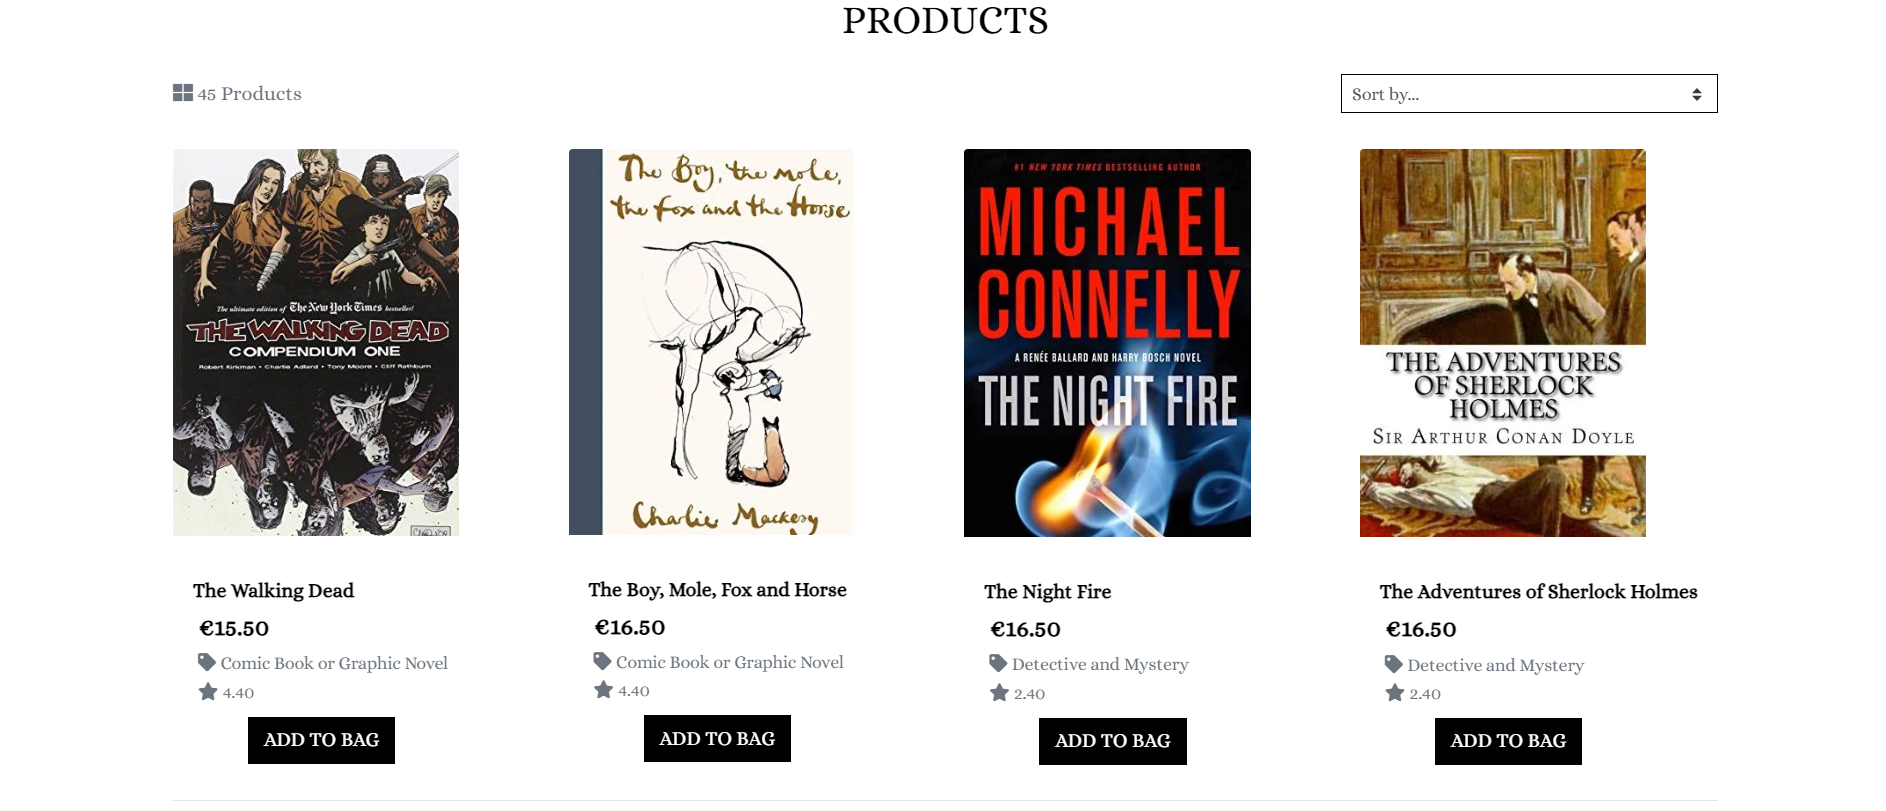 PRODUCTS
45 Products
Sort by...
The ultimate edition of The New York Times bestseller!
THE WALKING DEAD
COMPENDIUM ONE
Robert Kirkman • Charlie Adlard • Tony Moore • Cliff Rathburn
The Boy, the mole,
the fox and the Horse
Charlie Mackesy
#1 NEW YORK TIMES BESTSELLING AUTHOR
MICHAEL
CONNELLY
A RENÉE BALLARD AND HARRY BOSCH NOVEL
THE NIGHT FIRE
THE ADVENTURES
OF SHERLOCK
HOLMES
SIR ARTHUR CONAN DOYLE
The Walking Dead
€15.50
Comic Book or Graphic Novel
4.40
ADD TO BAG
The Boy, Mole, Fox and Horse
€16.50
Comic Book or Graphic Novel
4.40
ADD TO BAG
The Night Fire
€16.50
Detective and Mystery
2.40
ADD TO BAG
The Adventures of Sherlock Holmes
€16.50
Detective and Mystery
2.40
ADD TO BAG